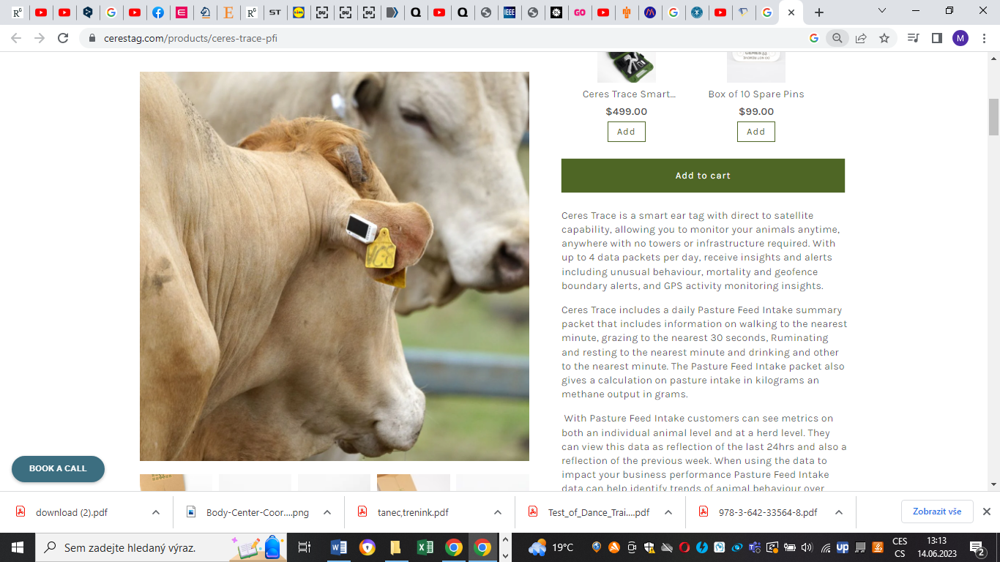 cerestag.com/products/ceres-trace-pfi
Ceres Trace Smart...
$499.00
Add
Box of 10 Spare Pins
$99.00
Add
Add to cart
Ceres Trace is a smart ear tag with direct to satellite
capability, allowing you to monitor your animals anytime,
anywhere with no towers or infrastructure required. With
up to 4 data packets per day, receive insights and alerts
including unusual behaviour, mortality and geofence
boundary alerts, and GPS activity monitoring insights.
Ceres Trace includes a daily Pasture Feed Intake summary
packet that includes information on walking to the nearest
minute, grazing to the nearest 30 seconds, Ruminating
and resting to the nearest minute and drinking and other
to the nearest minute. The Pasture Feed Intake packet also
gives a calculation on pasture intake in kilograms an
methane output in grams.
With Pasture Feed Intake customers can see metrics on
both an individual animal level and at a herd level. They
can view this data as reflection of the last 24hrs and also a
reflection of the previous week. When using the data to
impact your business performance Pasture Feed Intake
data can help identify trends of animal behaviour over
BOOK A CALL
download (2).pdf
Body-Center-Coor....png
tanec,trenink.pdf
Test_of_Dance_Trai....pdf
978-3-642-33564-8.pdf
Zobrazit vše
Sem zadejte hledaný výraz.
19°C
CES
CS
13:13
14.06.2023
2